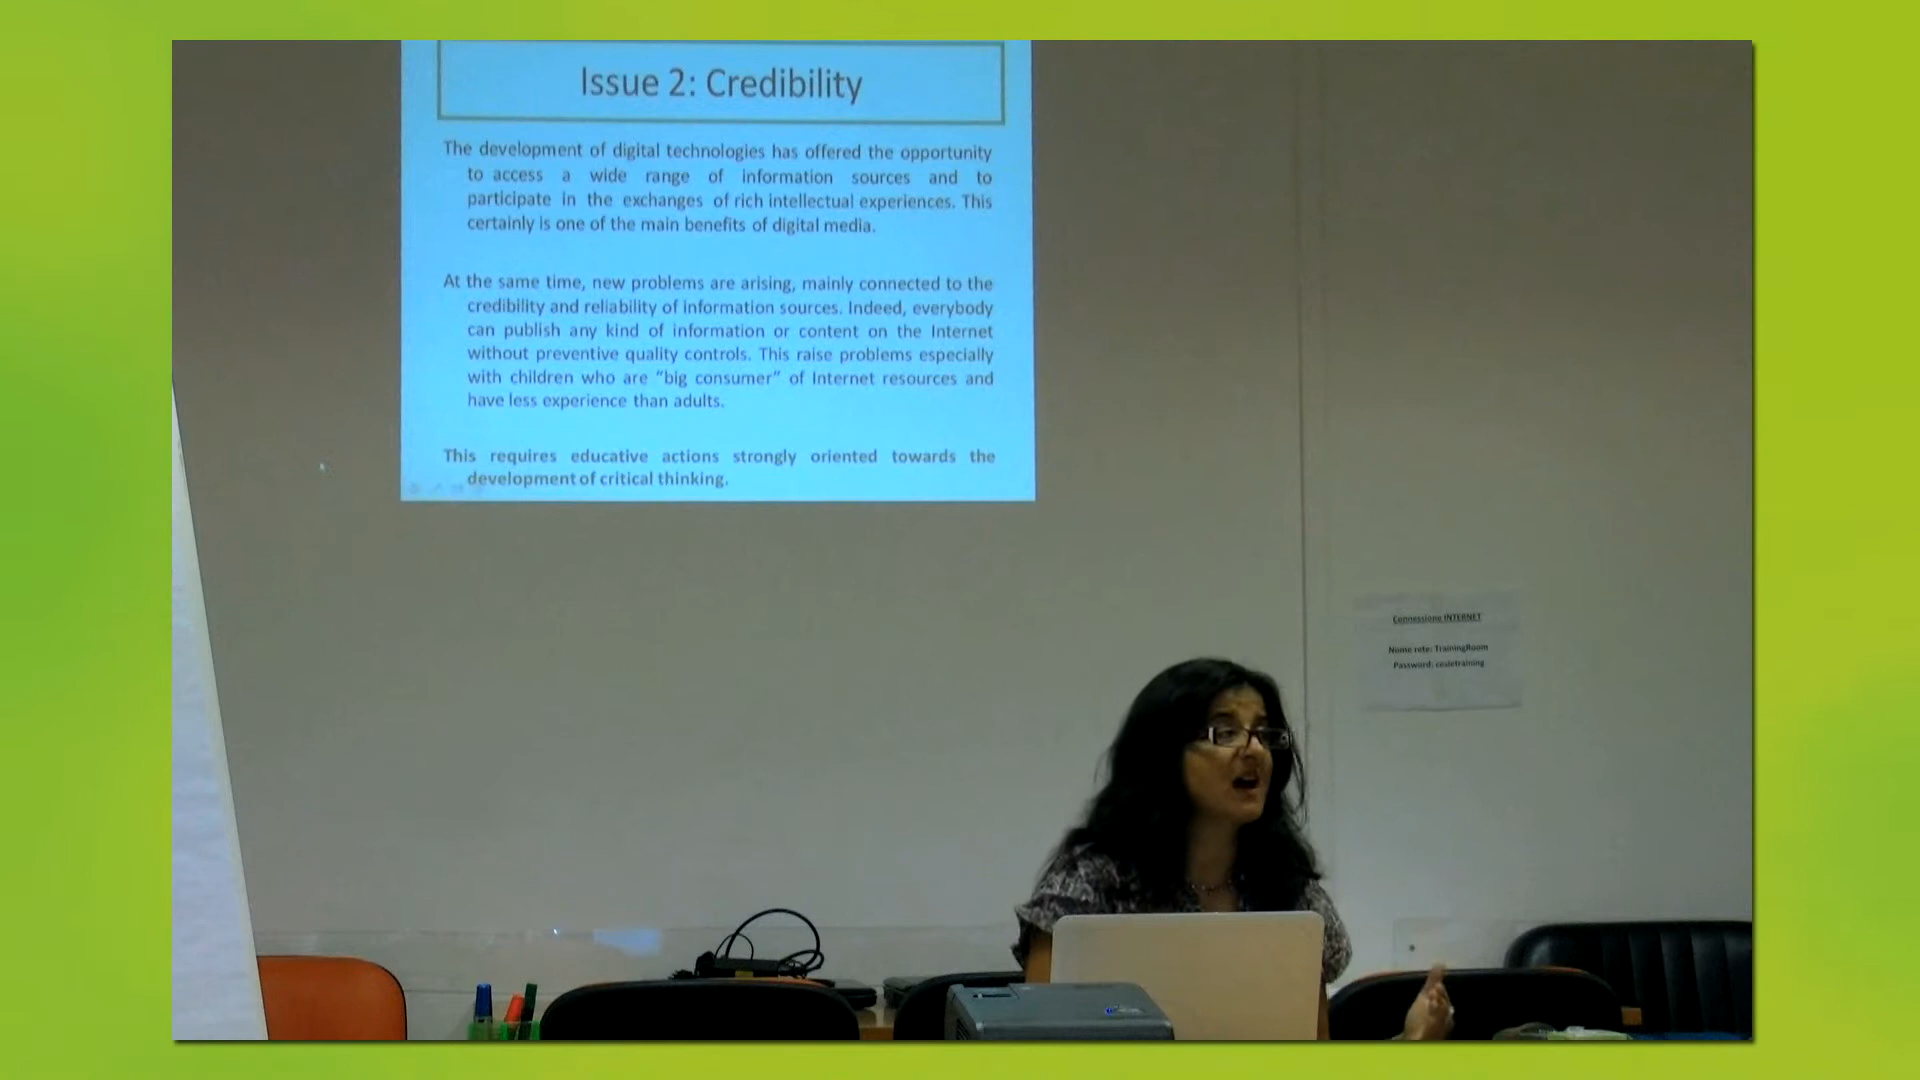 Issue 2: Credibility
The development of digital technologies has offered the opportunity
to access a wide range of information sources and to
participate in the exchanges of rich intellectual experiences. This
certainly is one of the main benefits of digital media.
At the same time, new problems are arising, mainly connected to the
credibility and reliability of information sources. Indeed, everybody
can publish any kind of information or content on the Internet
without preventive quality controls. This raise problems especially
with children who are "big consumer" of Internet resources and
have less experience than adults.
This requires educative actions strongly oriented towards the
development of critical thinking.
Connessione INTERNET
Nome rete: TrainingRoom
Password: cesietraining